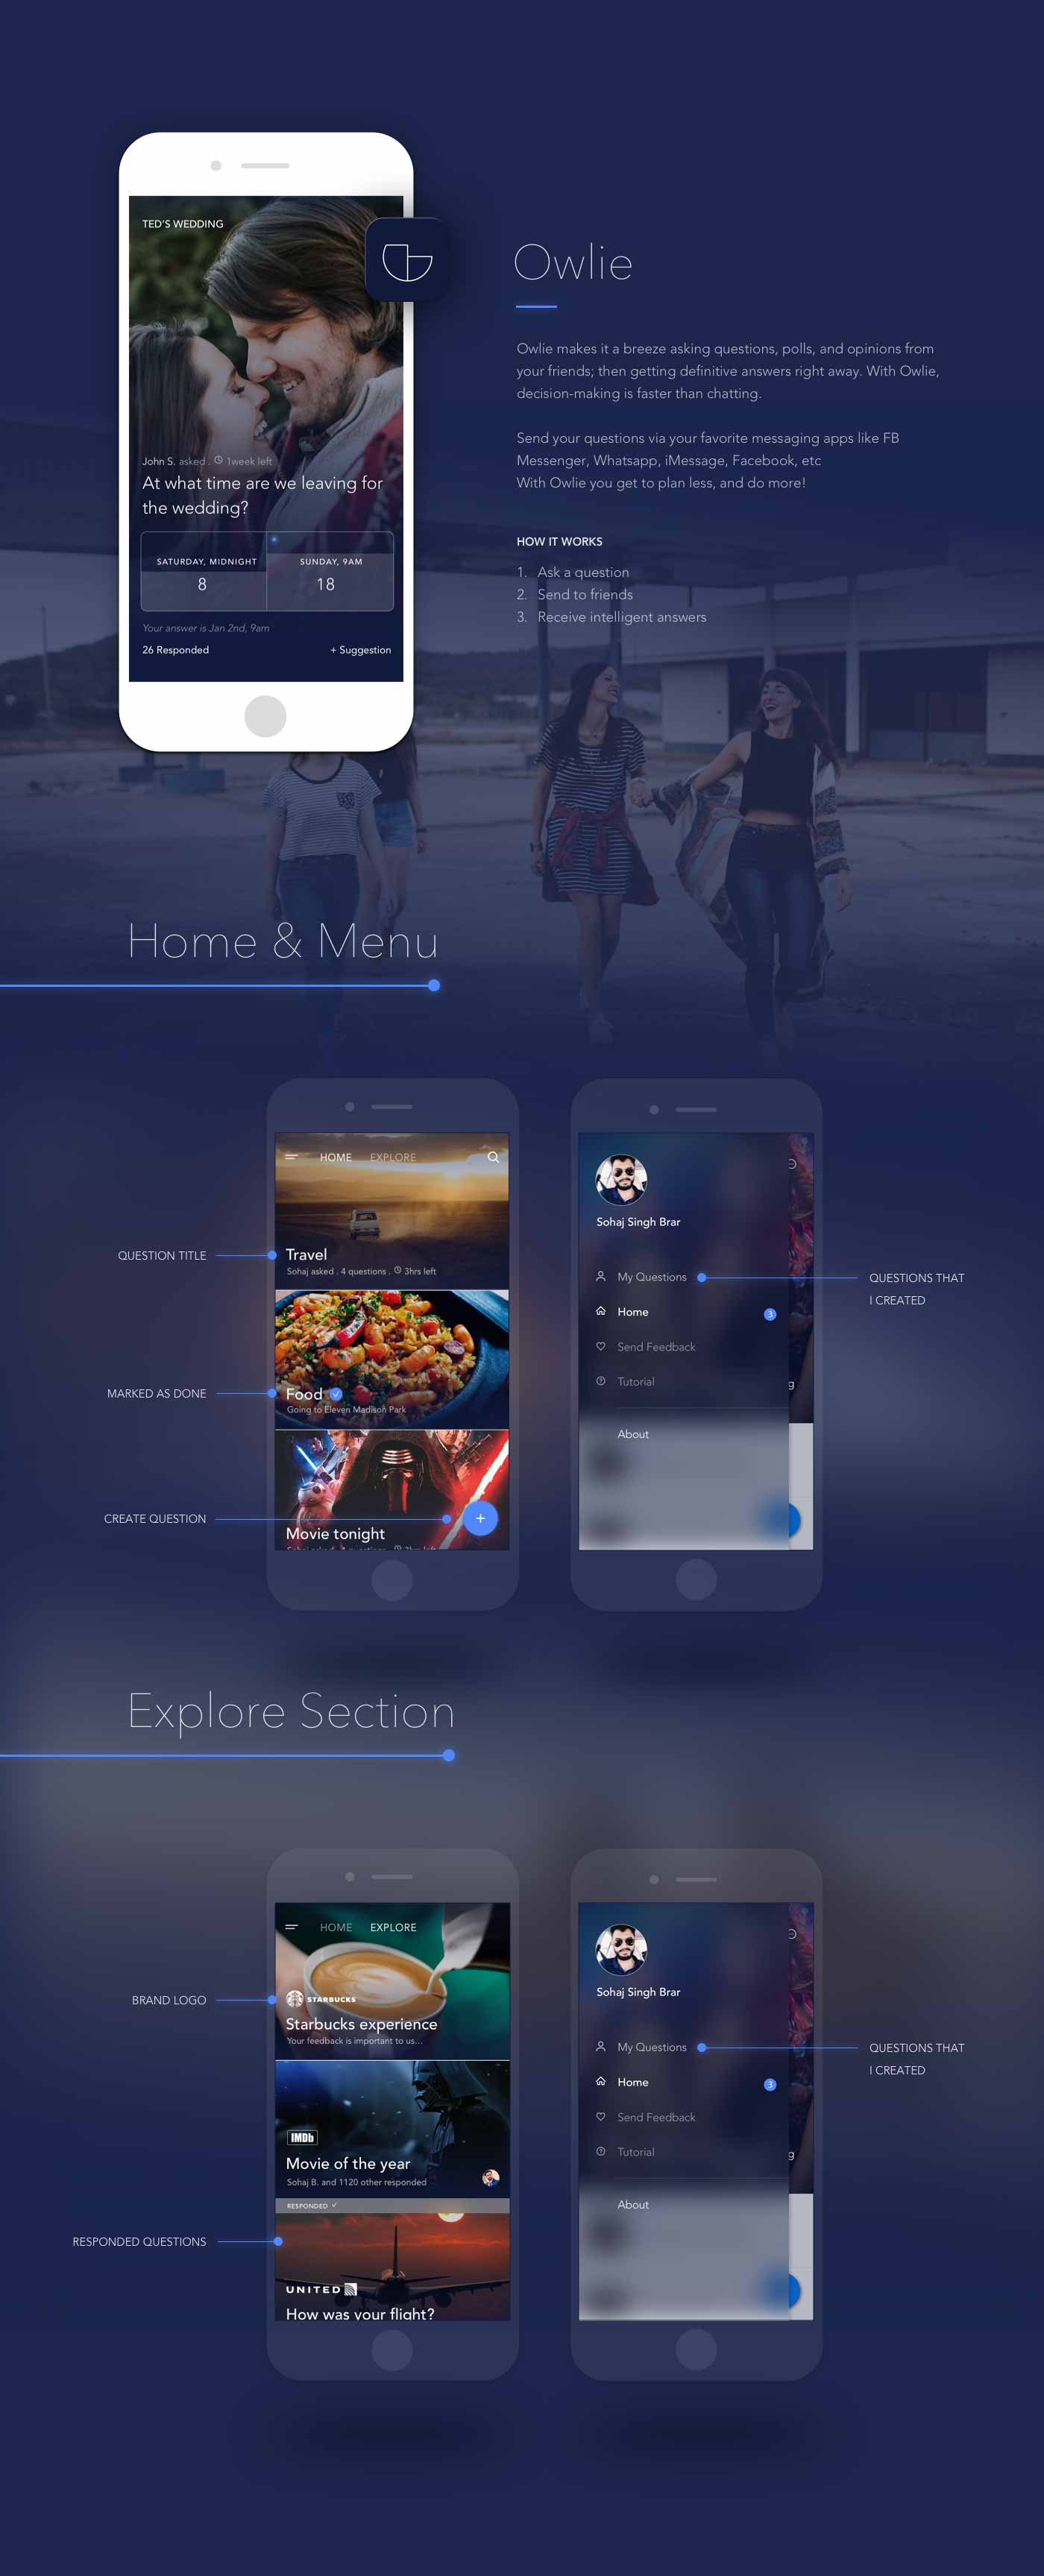 TED'S WEDDING
John S. asked . 1week left
At what time are we leaving for
the wedding?
SATURDAY, MIDNIGHT
8
SUNDAY, 9AM
18
Your answer is Jan 2nd, 9am
26 Responded
+ Suggestion
Owlie
Owlie makes it a breeze asking questions, polls, and opinions from
your friends; then getting definitive answers right away. With Owlie,
decision-making is faster than chatting.
Send your questions via your favorite messaging apps like FB
Messenger, Whatsapp, iMessage, Facebook, etc
With Owlie you get to plan less, and do more!
HOW IT WORKS
1. Ask a question
2. Send to friends
3. Receive intelligent answers
Home & Menu
QUESTION TITLE
MARKED AS DONE
CREATE QUESTION
HOME
EXPLORE
Travel
Sohaj asked . 4 questions . 3hrs left
Food
Going to Eleven Madison Park
Movie tonight
Sohaj asked . 4 questions . 3hrs left
+
Sohaj Singh Brar
My Questions
Home
3
Send Feedback
Tutorial
About
g
QUESTIONS THAT
I CREATED
Explore Section
BRAND LOGO
RESPONDED QUESTIONS
HOME
EXPLORE
STARBUCKS
Starbucks experience
Your feedback is important to us...
IMDb
Movie of the year
Sohaj B. and 1120 other responded
RESPONDED
UNITED
How was your flight?
Sohaj Singh Brar
My Questions
Home
3
Send Feedback
Tutorial
About
g
QUESTIONS THAT
I CREATED